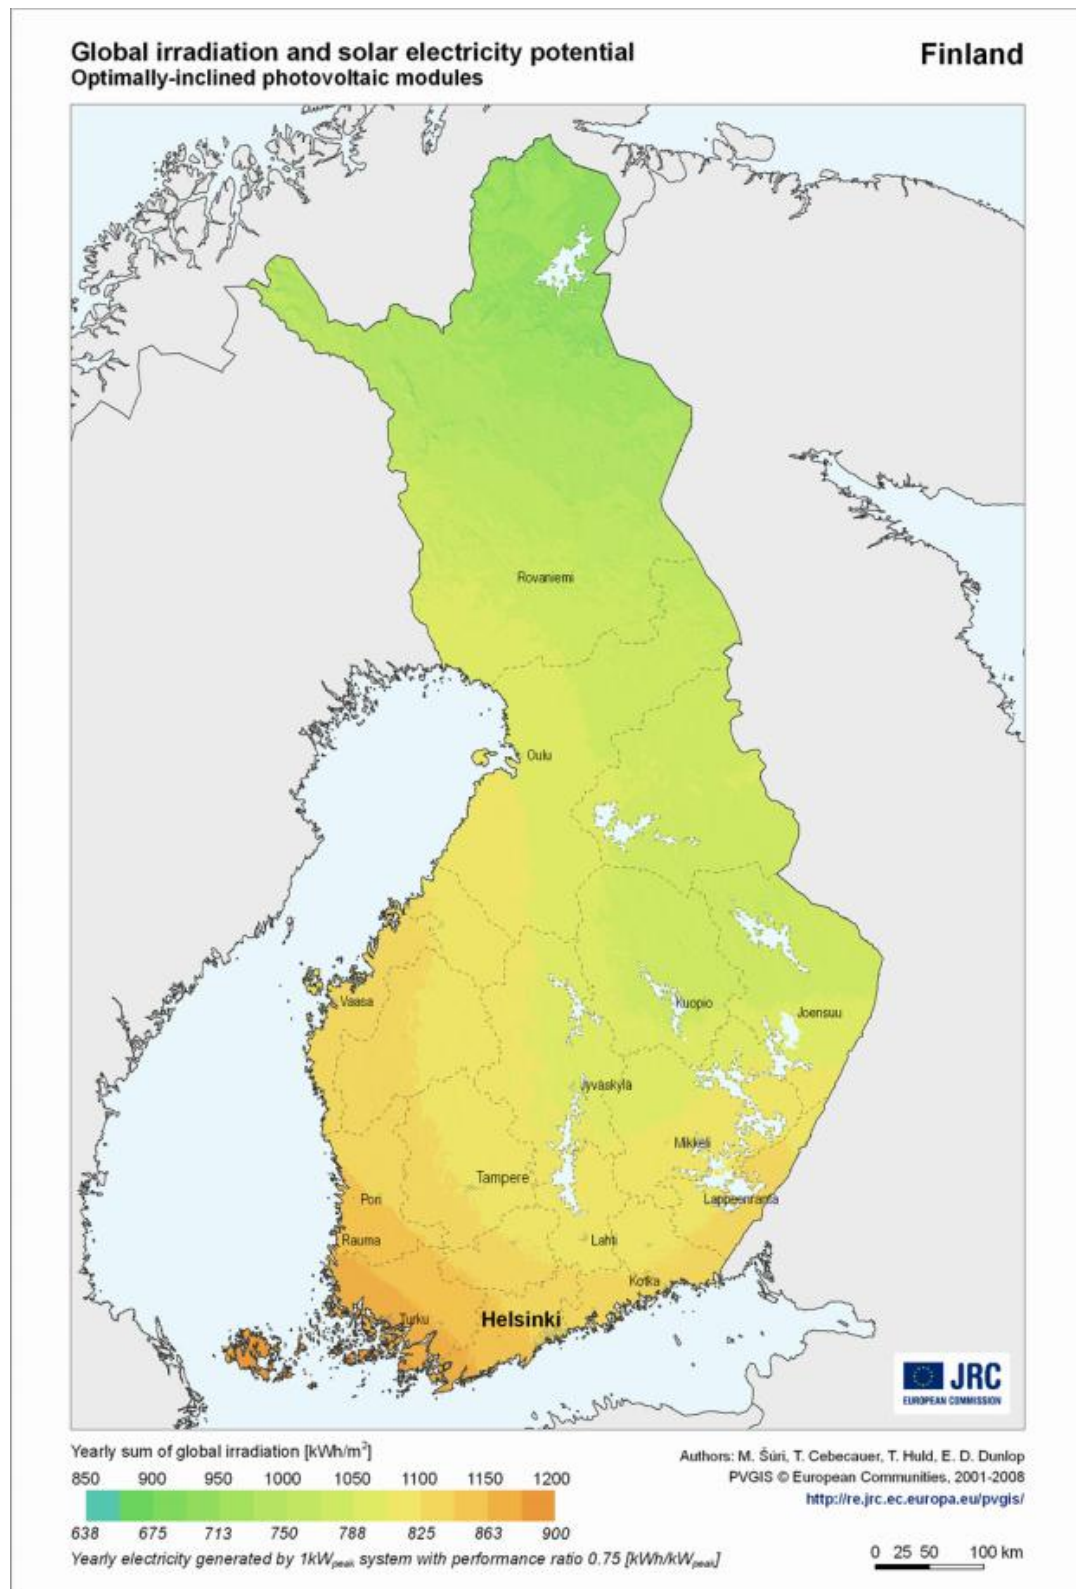 Global irradiation and solar electricity potential
Optimally-inclined photovoltaic modules
Finland
Rovaniemi
Oulu
Vaasa
Kuopio
Joensuu
Jyväskylä
Mikkeli
Tampere
Pori
Lappeenranta
Rauma
Lahti
Kotka
Turku
Helsinki
JRC
EUROPEAN COMMISSION
Yearly sum of global irradiation [kWh/m²]
850 900 950 1000 1050 1100 1150 1200
638 675 713 750 788 825 863 900
Yearly electricity generated by 1kWpeak system with performance ratio 0.75 [kWh/kWpeak]
Authors: M. Šúri, T. Cebecauer, T. Huld, E. D. Dunlop
PVGIS © European Communities, 2001-2008
http://re.jrc.ec.europa.eu/pvgis/
0 25 50 100 km